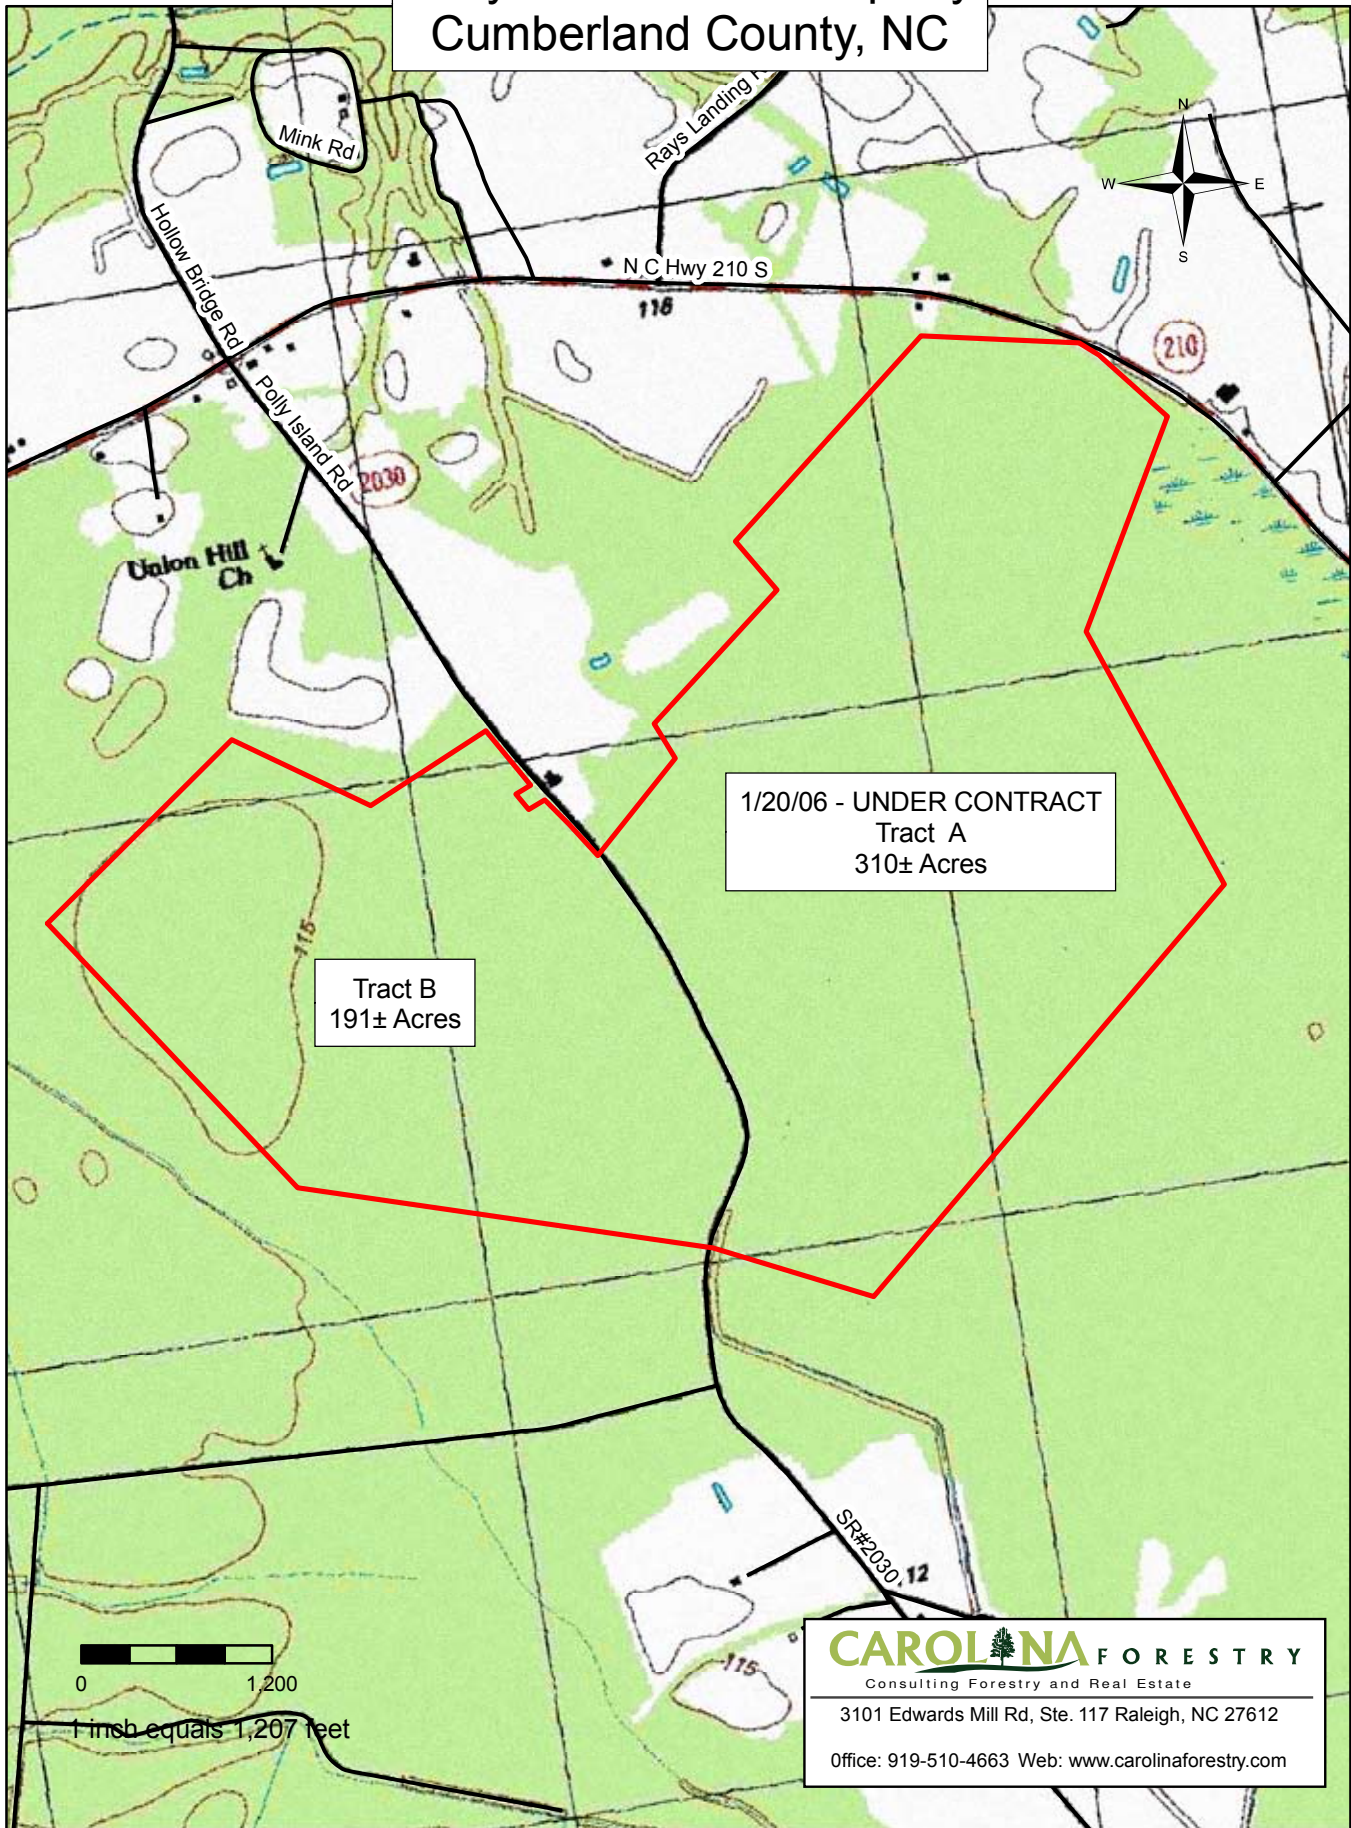 Cumberland County, NC
Mink Rd
Rays Landing
N
W
E
S
Hollow Bridge Rd
N C Hwy 210 S
118
210
Polly Island Rd
2030
Union Hill
Ch
1/20/06 - UNDER CONTRACT
Tract A
310± Acres
115
Tract B
191± Acres
SR#2030
12
115
0
1,200
1 inch equals 1,207 feet
CAROLINA FORESTRY
Consulting Forestry and Real Estate
3101 Edwards Mill Rd, Ste. 117 Raleigh, NC 27612
Office: 919-510-4663 Web: www.carolinaforestry.com